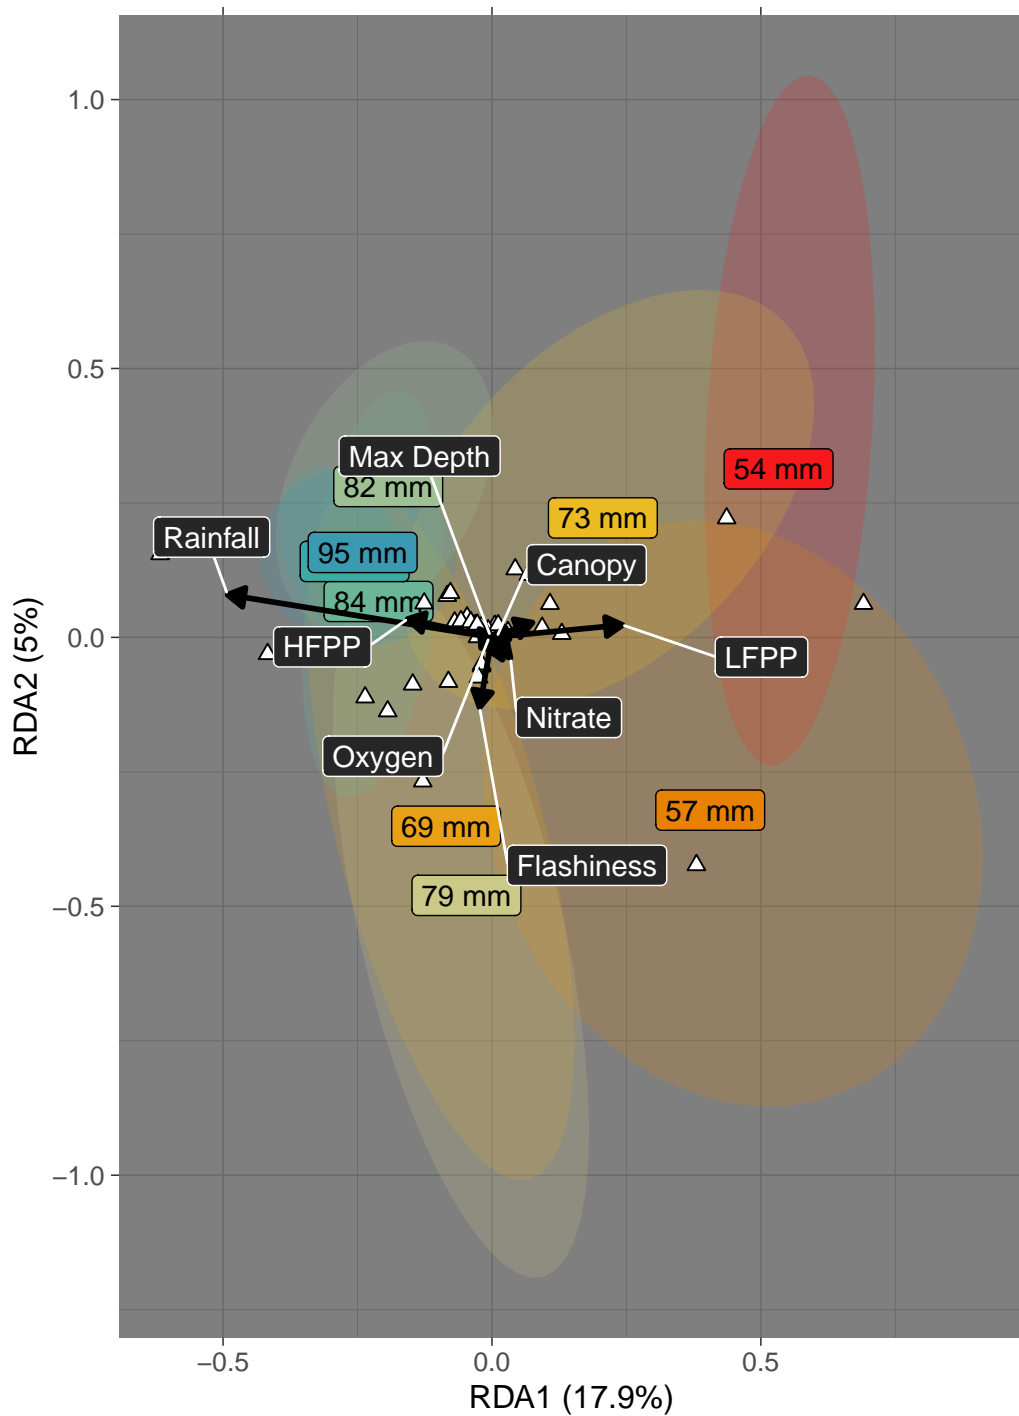 1.0
0.5
Max Depth
82 mm
54 mm
73 mm
Rainfall
95 mm
Canopy
84 mm
0.0
HFPP
LFPP
Nitrate
Oxygen
57 mm
69 mm
Flashiness
79 mm
−0.5
−1.0
−0.5
0.0
0.5
RDA1 (17.9%)
RDA2 (5%)